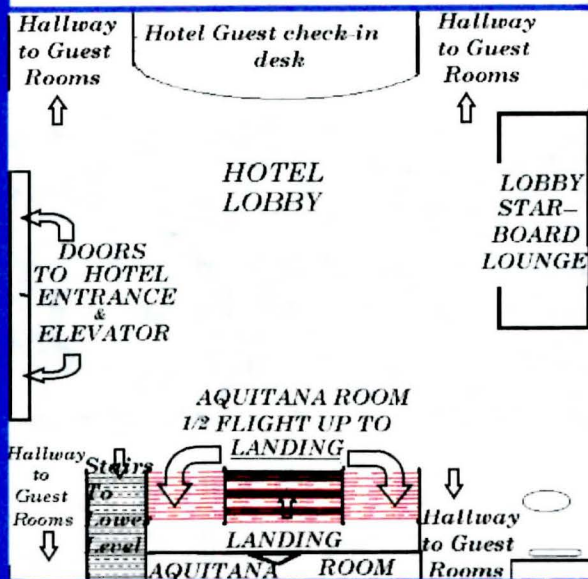 Hallway
to Guest
Rooms
Hotel Guest check-in
desk
Hallway
to Guest
Rooms
HOTEL
LOBBY
LOBBY
STAR-
BOARD
LOUNGE
DOORS
TO HOTEL
ENTRANCE
&
ELEVATOR
AQUITANA ROOM
1/2 FLIGHT UP TO
LANDING
Hallway
to
Guest
Rooms
Stairs
To
Lower
Level
Hallway
to Guest
Rooms
LANDING
AQUITANA ROOM